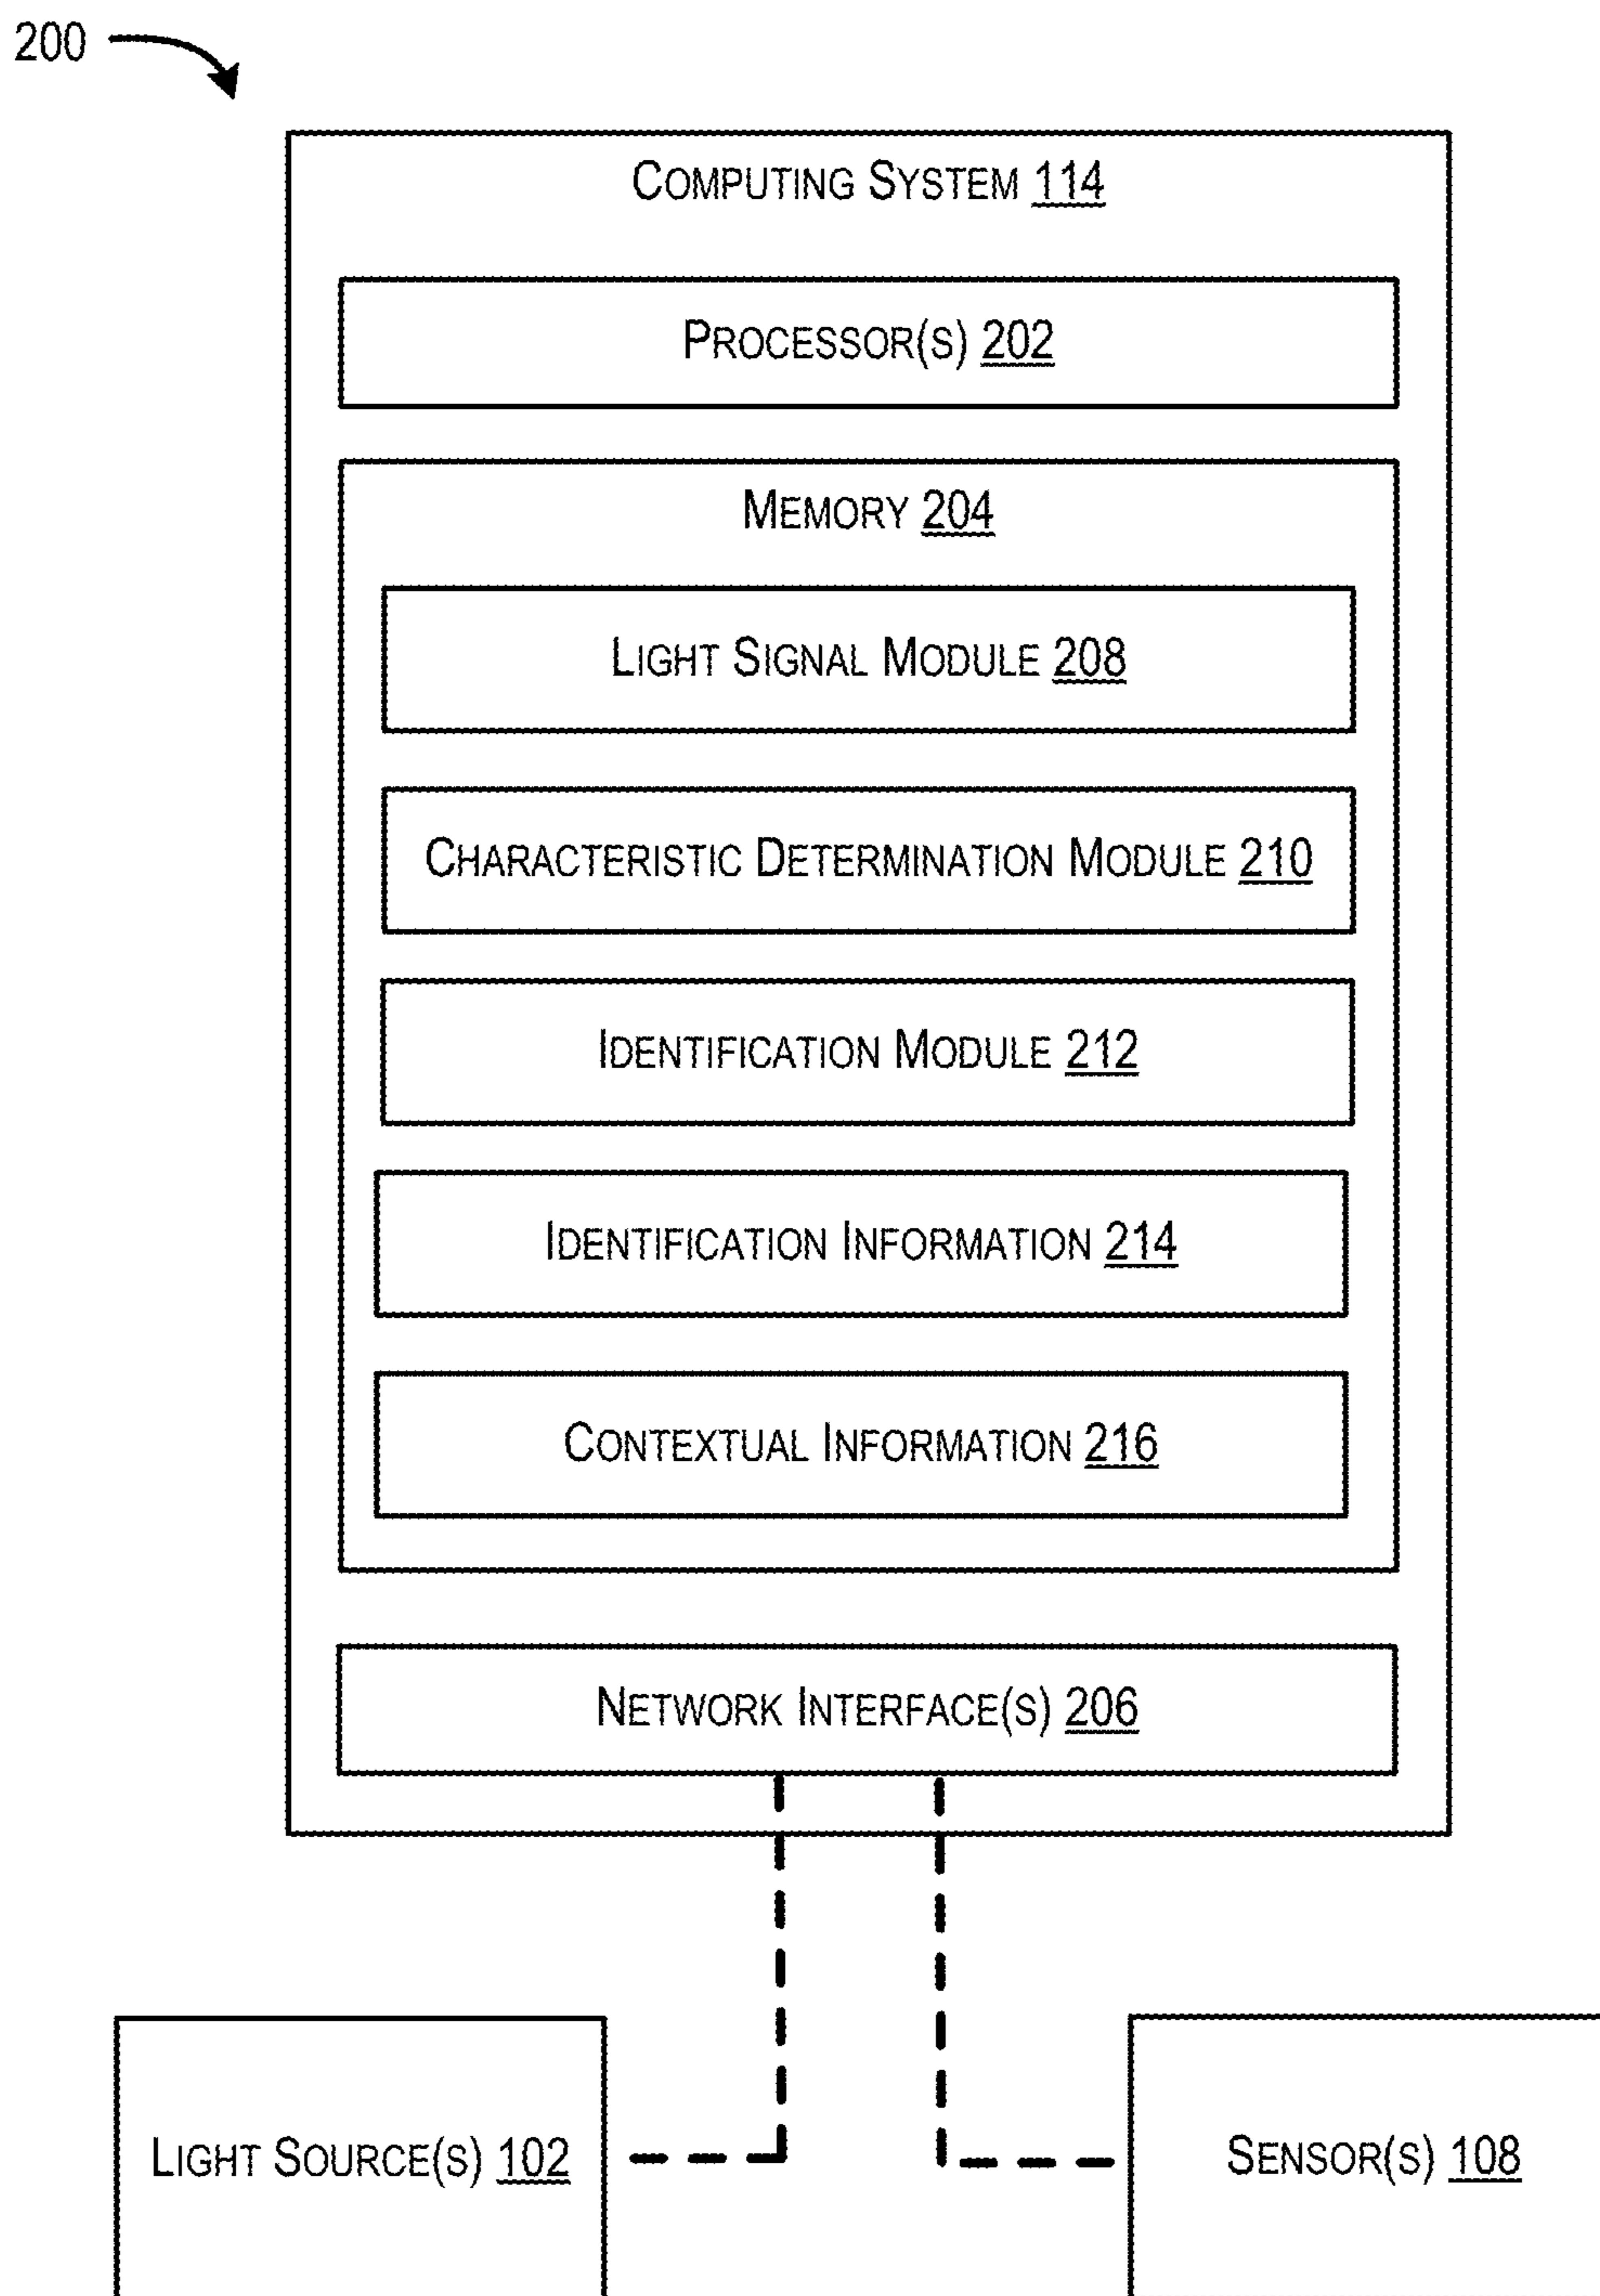 200
COMPUTING SYSTEM 114
PROCESSOR(S) 202
MEMORY 204
LIGHT SIGNAL MODULE 208
CHARACTERISTIC DETERMINATION MODULE 210
IDENTIFICATION MODULE 212
IDENTIFICATION INFORMATION 214
CONTEXTUAL INFORMATION 216
NETWORK INTERFACE(S) 206
LIGHT SOURCE(S) 102
SENSOR(S) 108